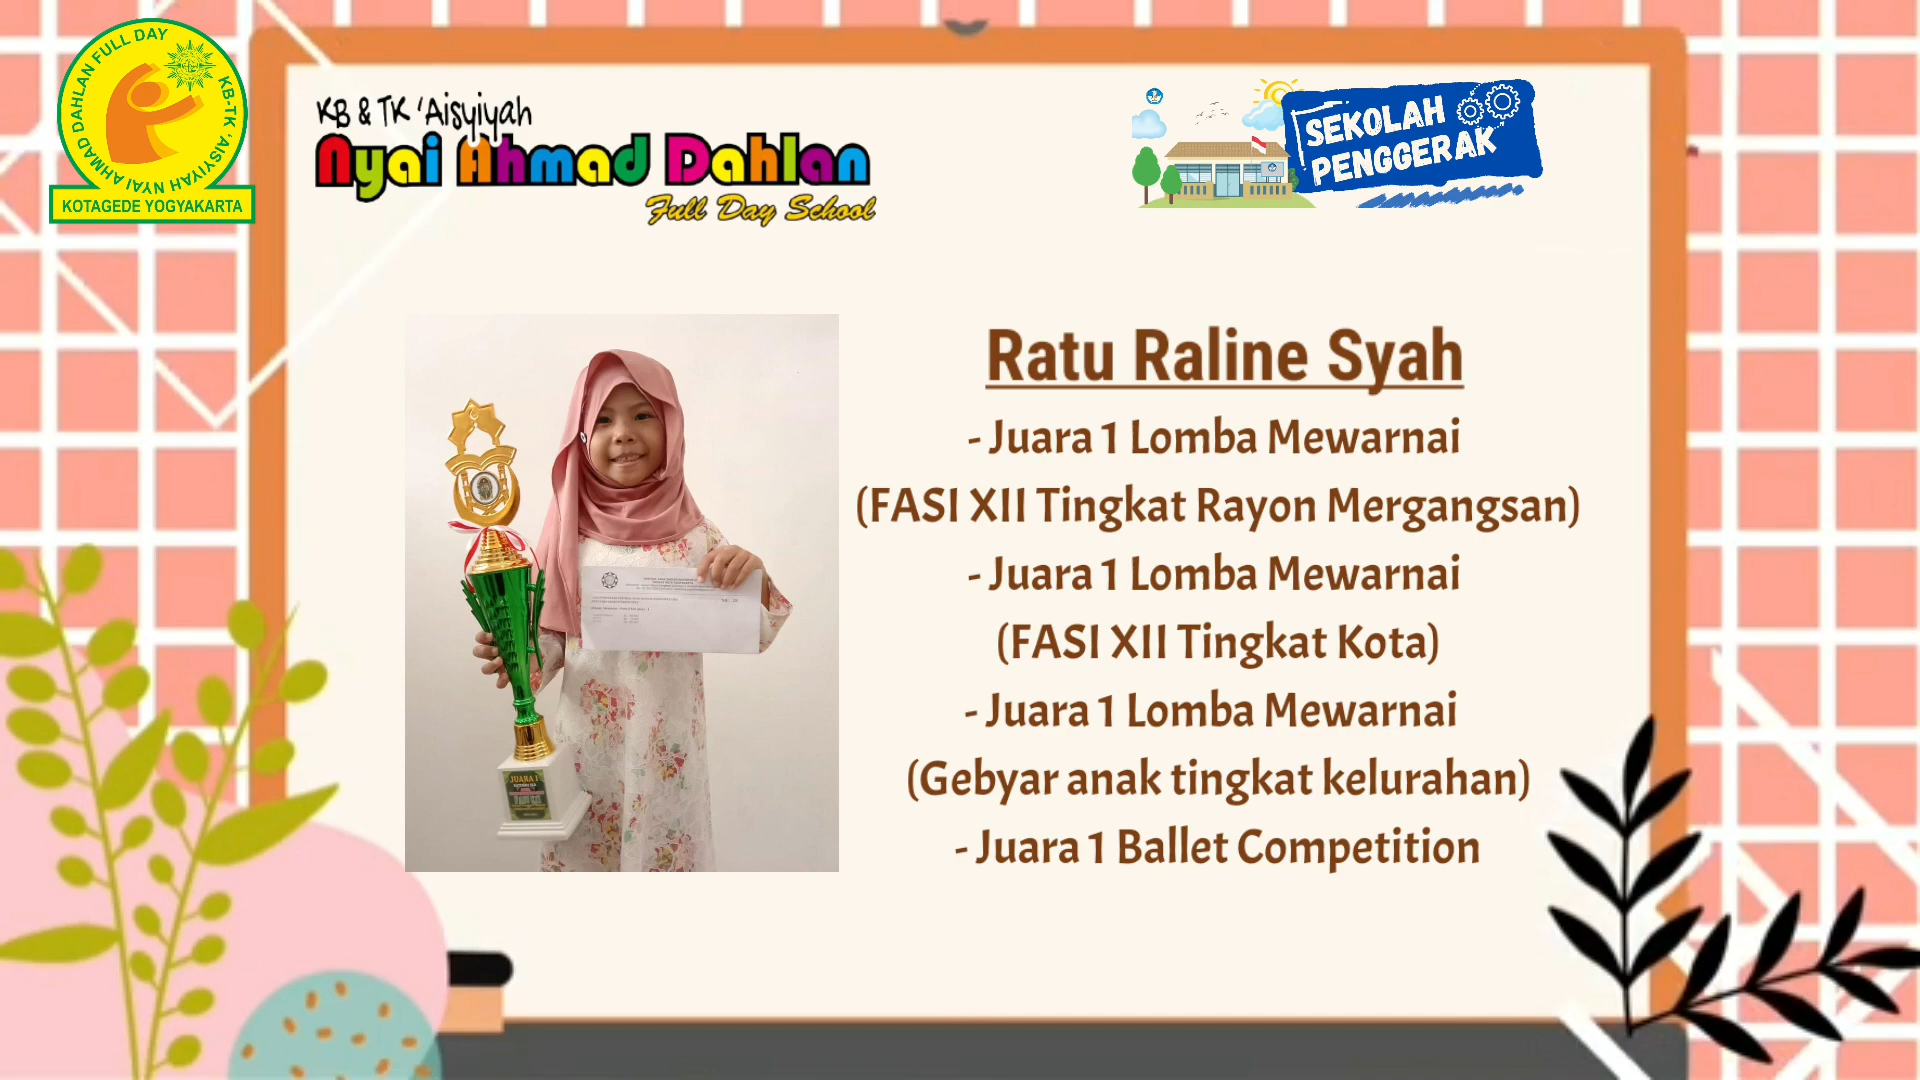 KB-TK 'AISYIYAH NYAI AHMAD DAHLAN FULL DAY
KOTAGEDE YOGYAKARTA
KB & TK 'Aisyiyah
Nyai Ahmad Dahlan
Full Day School
SEKOLAH
PENGGERAK
Ratu Raline Syah
- Juara 1 Lomba Mewarnai
(FASI XII Tingkat Rayon Mergangsan)
- Juara 1 Lomba Mewarnai
(FASI XII Tingkat Kota)
- Juara 1 Lomba Mewarnai
(Gebyar anak tingkat kelurahan)
- Juara 1 Ballet Competition
JUARA I